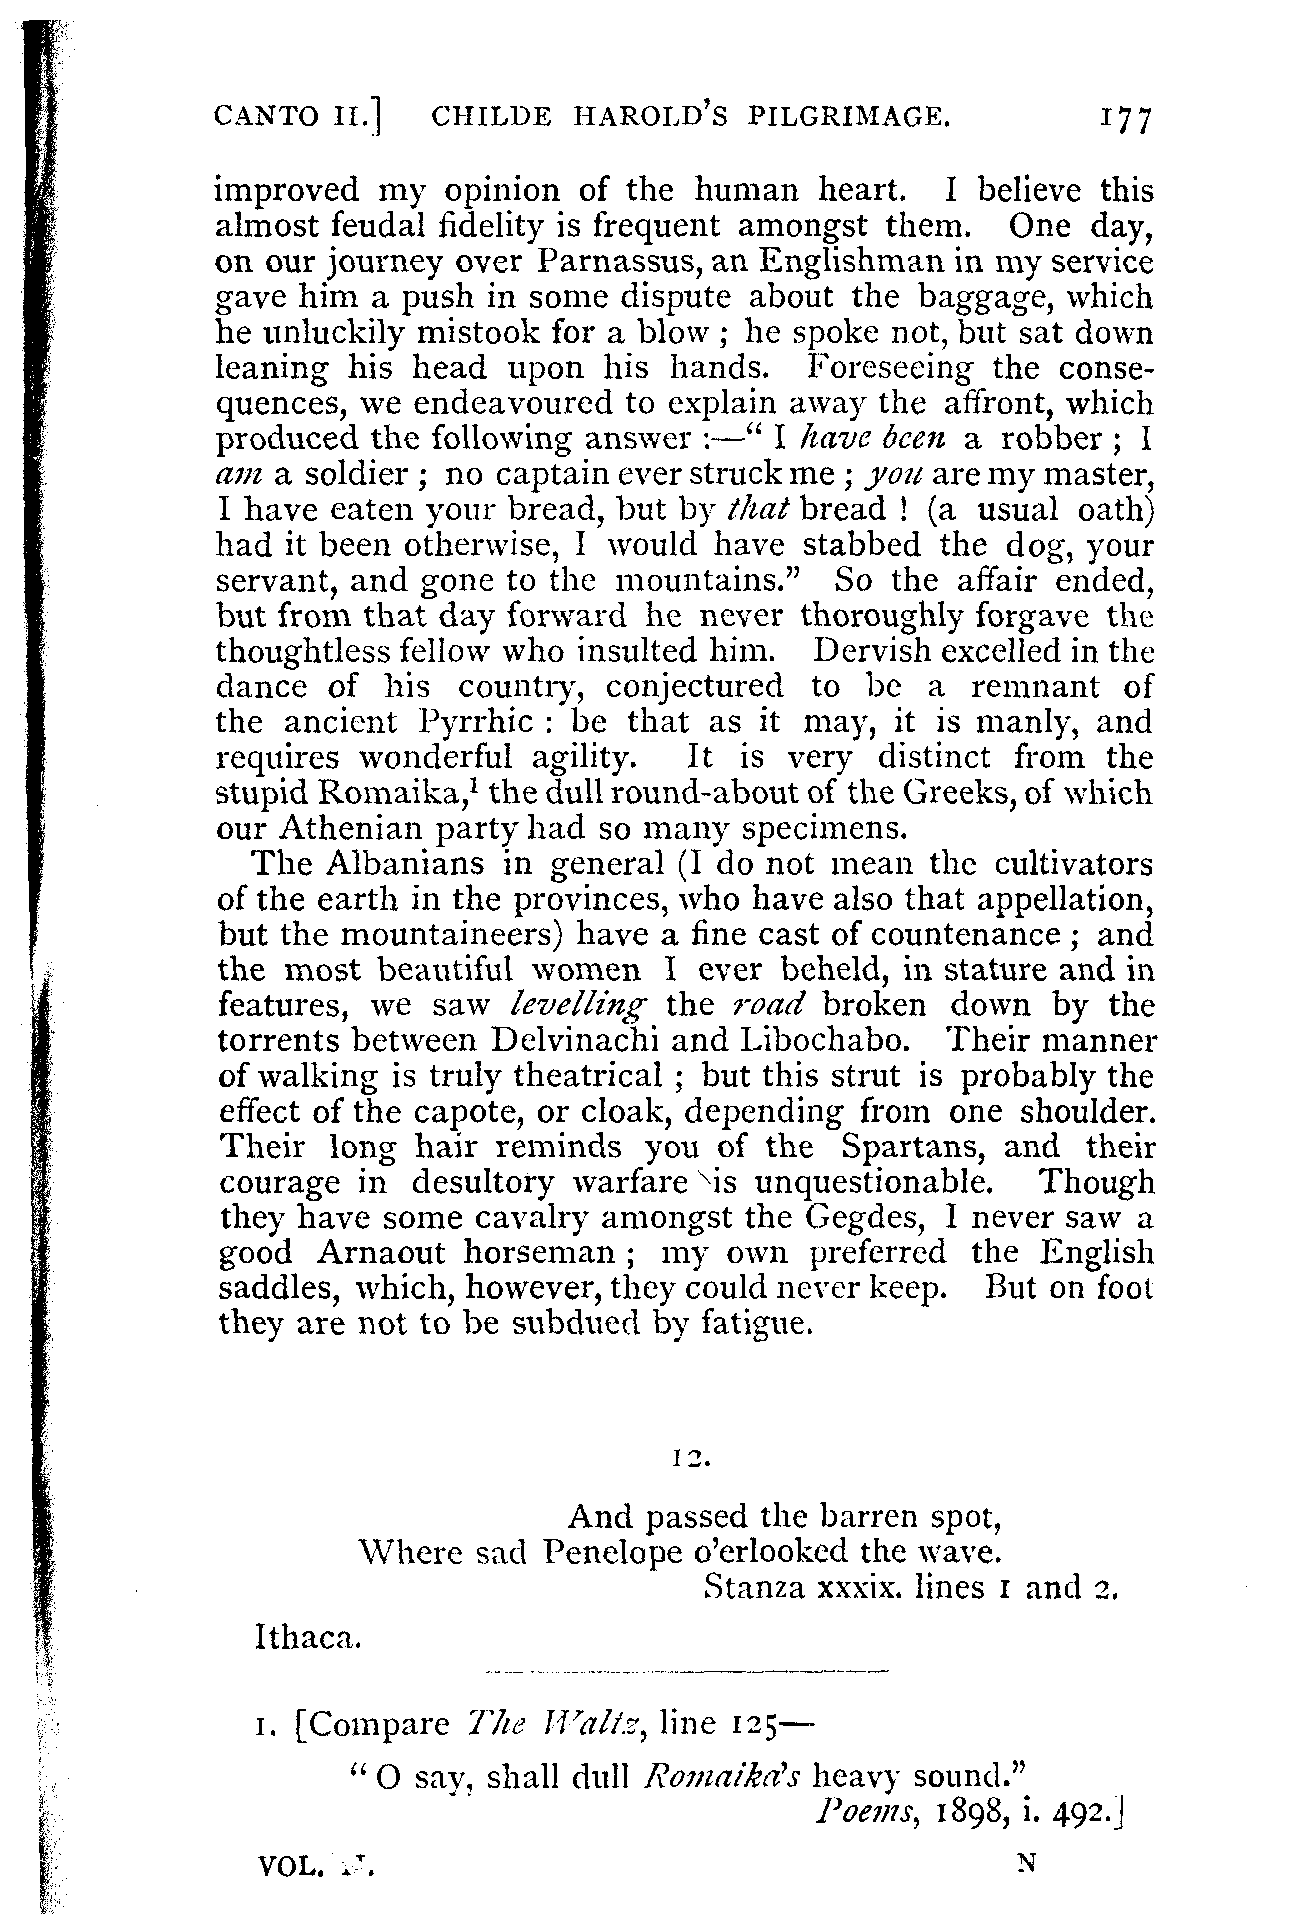 CANTO II.] CHILDE HAROLD'S PILGRIMAGE. 177
improved my opinion of the human heart. I believe this
almost feudal fidelity is frequent amongst them. One day,
on our journey over Parnassus, an Englishman in my service
gave him a push in some dispute about the baggage, which
he unluckily mistook for a blow ; he spoke not, but sat down
leaning his head upon his hands. Foreseeing the conse-
quences, we endeavoured to explain away the affront, which
produced the following answer :—“ I have been a robber ; I
am a soldier ; no captain ever struck me ; you are my master,
I have eaten your bread, but by that bread ! (a usual oath)
had it been otherwise, I would have stabbed the dog, your
servant, and gone to the mountains.” So the affair ended,
but from that day forward he never thoroughly forgave the
thoughtless fellow who insulted him. Dervish excelled in the
dance of his country, conjectured to be a remnant of
the ancient Pyrrhic : be that as it may, it is manly, and
requires wonderful agility. It is very distinct from the
stupid Romaika,¹ the dull round-about of the Greeks, of which
our Athenian party had so many specimens.
The Albanians in general (I do not mean the cultivators
of the earth in the provinces, who have also that appellation,
but the mountaineers) have a fine cast of countenance ; and
the most beautiful women I ever beheld, in stature and in
features, we saw levelling the road broken down by the
torrents between Delvinachi and Libochabo. Their manner
of walking is truly theatrical ; but this strut is probably the
effect of the capote, or cloak, depending from one shoulder.
Their long hair reminds you of the Spartans, and their
courage in desultory warfare is unquestionable. Though
they have some cavalry amongst the Gegdes, I never saw a
good Arnaout horseman ; my own preferred the English
saddles, which, however, they could never keep. But on foot
they are not to be subdued by fatigue.
12.
And passed the barren spot,
Where sad Penelope o'erlooked the wave.
Stanza xxxix. lines 1 and 2.
Ithaca.
1. [Compare The Waltz, line 125—
“ O say, shall dull Romaika's heavy sound.”
Poems, 1898, i. 492.]
VOL. N